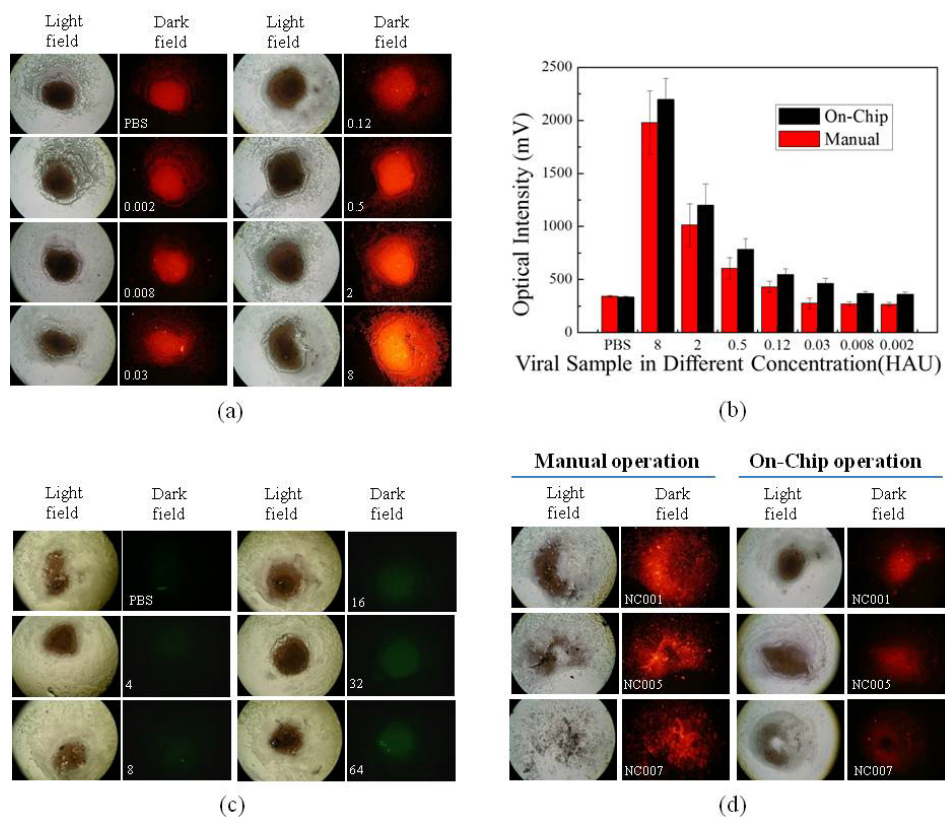 Light field
Dark field
Light field
Dark field
PBS
0.12
0.002
0.5
0.008
2
0.03
8
(a)
2500
2000
1500
1000
500
0
Optical Intensity (mV)
On-Chip
Manual
PBS 8 2 0.5 0.12 0.03 0.008 0.002
Viral Sample in Different Concentration(HAU)
(b)
Light field
Dark field
Light field
Dark field
PBS
16
4
32
8
64
(c)
Manual operation
On-Chip operation
Light field
Dark field
Light field
Dark field
NC001
NC001
NC005
NC005
NC007
NC007
(d)